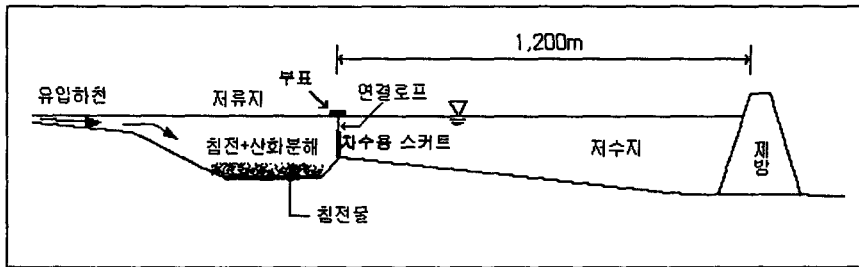 1,200m
부표
유입하천
저류지
연결로프
침전+산화분해
차수용 스커트
저수지
제방
침전물